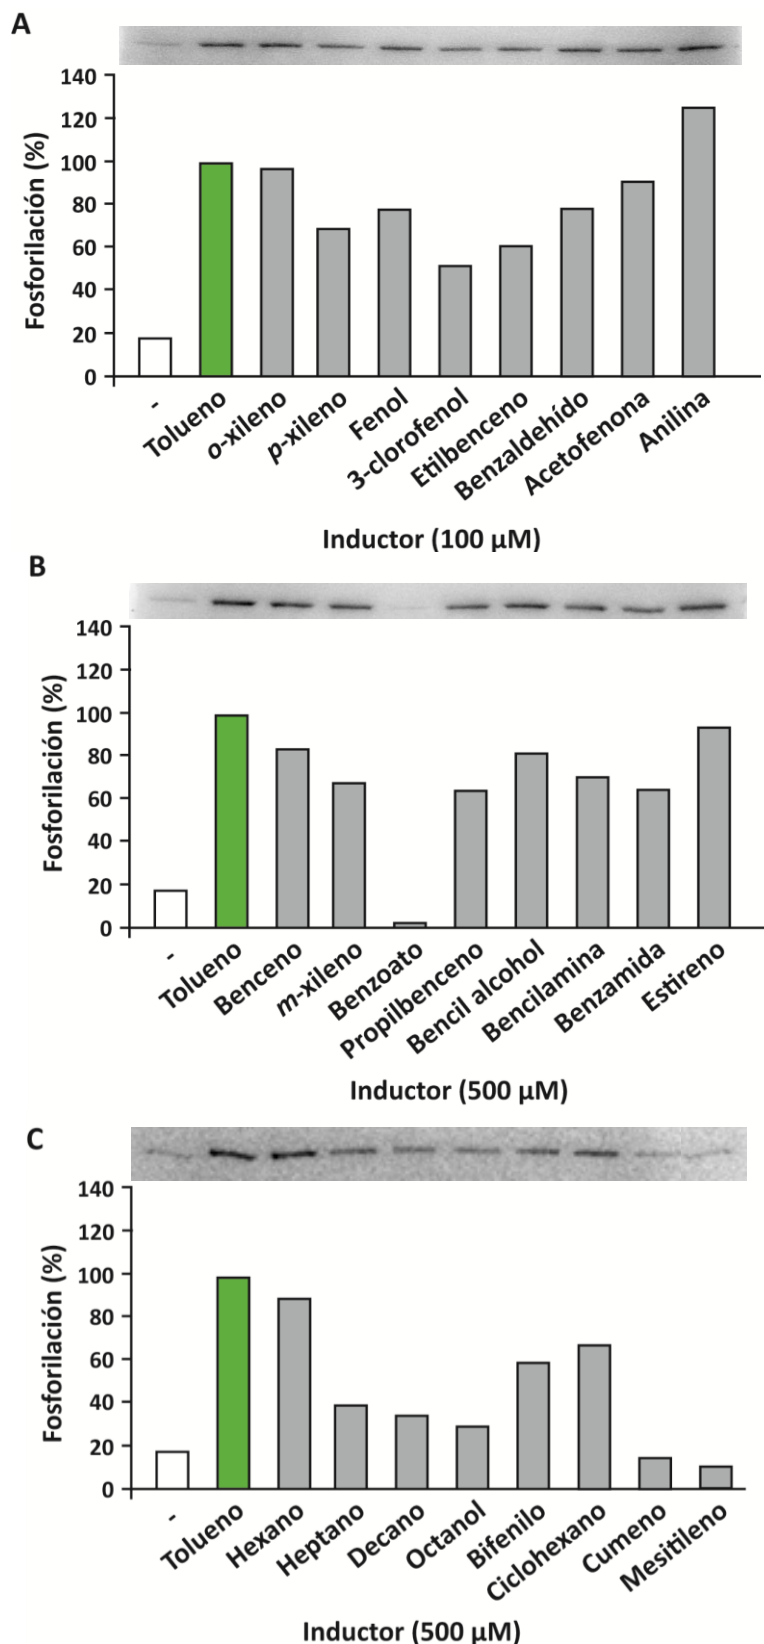 A
Fosforilación (%)
140
120
100
80
60
40
20
0
-
Tolueno
o-xileno
p-xileno
Fenol
3-clorofenol
Etilbenceno
Benzaldehído
Acetofenona
Anilina
Inductor (100 µM)
B
Fosforilación (%)
140
120
100
80
60
40
20
0
-
Tolueno
Benceno
m-xileno
Benzoato
Propilbenceno
Bencil alcohol
Bencilamina
Benzamida
Estireno
Inductor (500 µM)
C
Fosforilación (%)
140
120
100
80
60
40
20
0
-
Tolueno
Hexano
Heptano
Decano
Octanol
Bifenilo
Ciclohexano
Cumeno
Mesitileno
Inductor (500 µM)